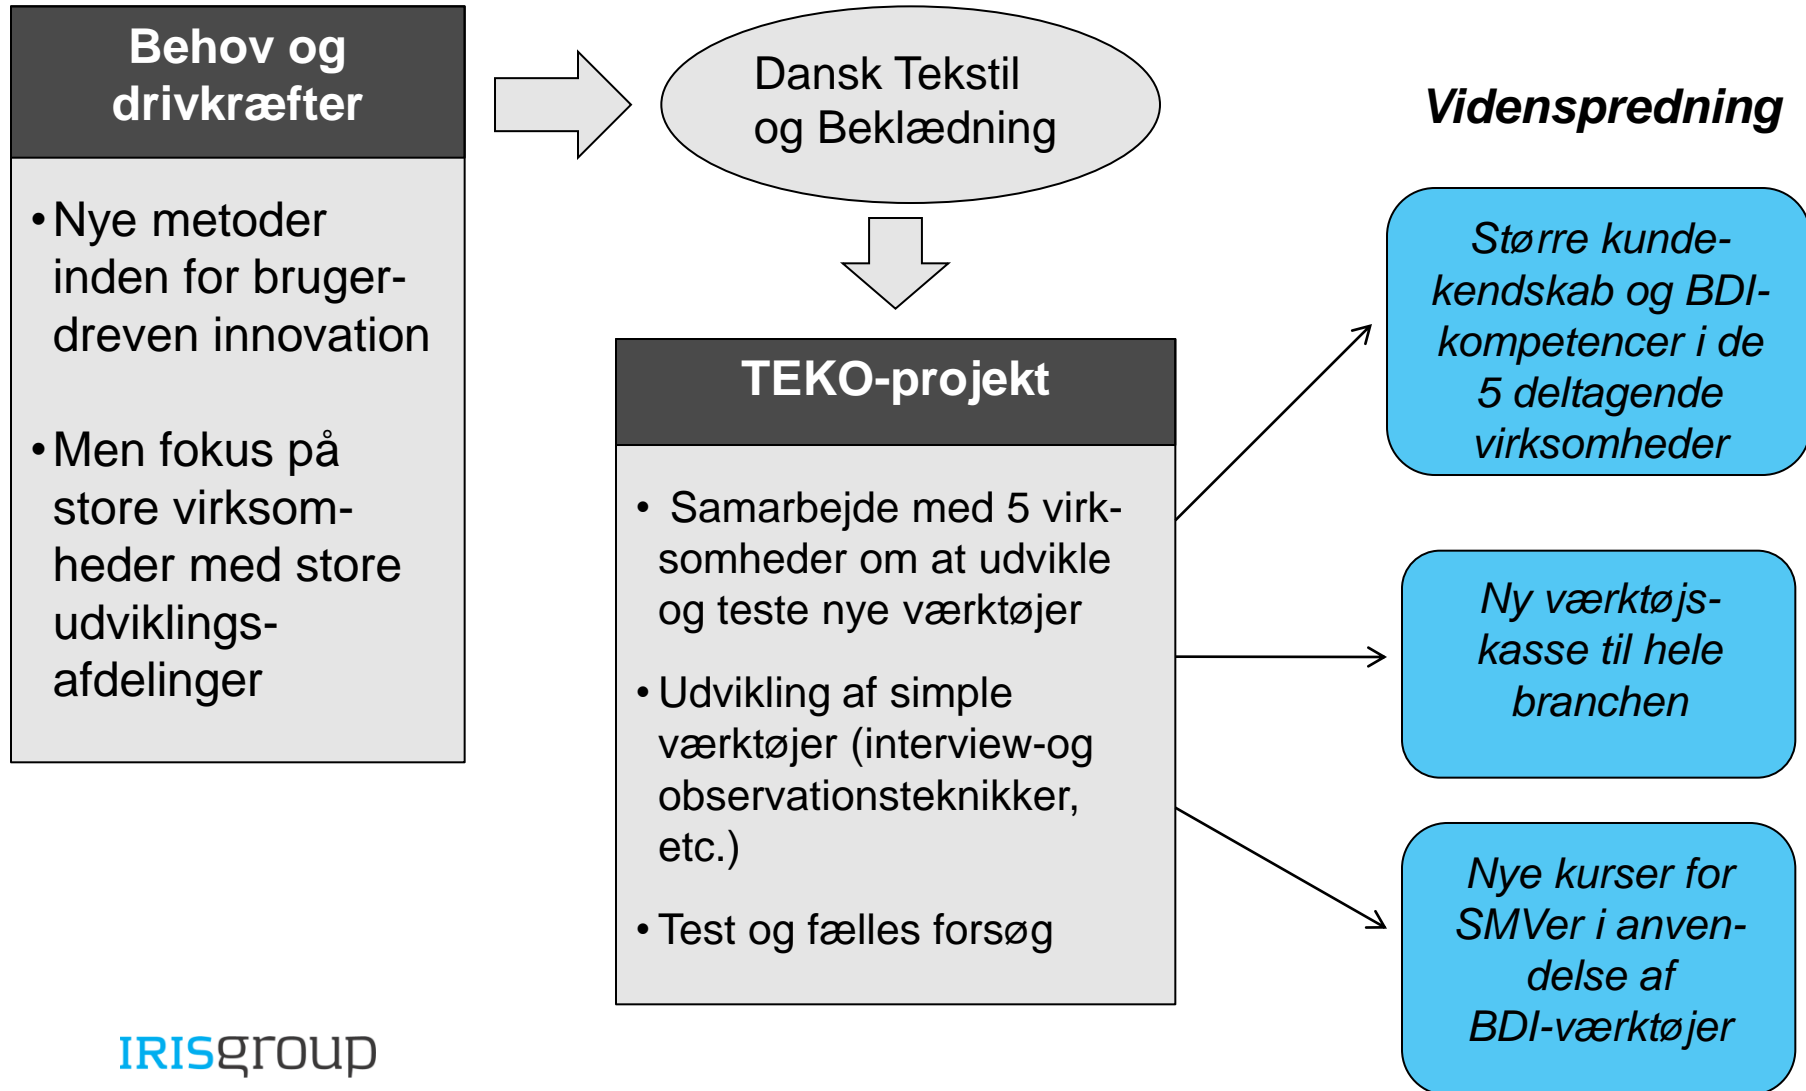 Behov og
drivkræfter
• Nye metoder
inden for bruger-
dreven innovation
• Men fokus på
store virksom-
heder med store
udviklings-
afdelinger
Dansk Tekstil
og Beklædning
TEKO-projekt
• Samarbejde med 5 virk-
somheder om at udvikle
og teste nye værktøjer
• Udvikling af simple
værktøjer (interview-og
observationsteknikker,
etc.)
• Test og fælles forsøg
Videnspredning
Større kunde-
kendskab og BDI-
kompetencer i de
5 deltagende
virksomheder
Ny værktøjs-
kasse til hele
branchen
Nye kurser for
SMVer i anven-
delse af
BDI-værktøjer
IRISgroup